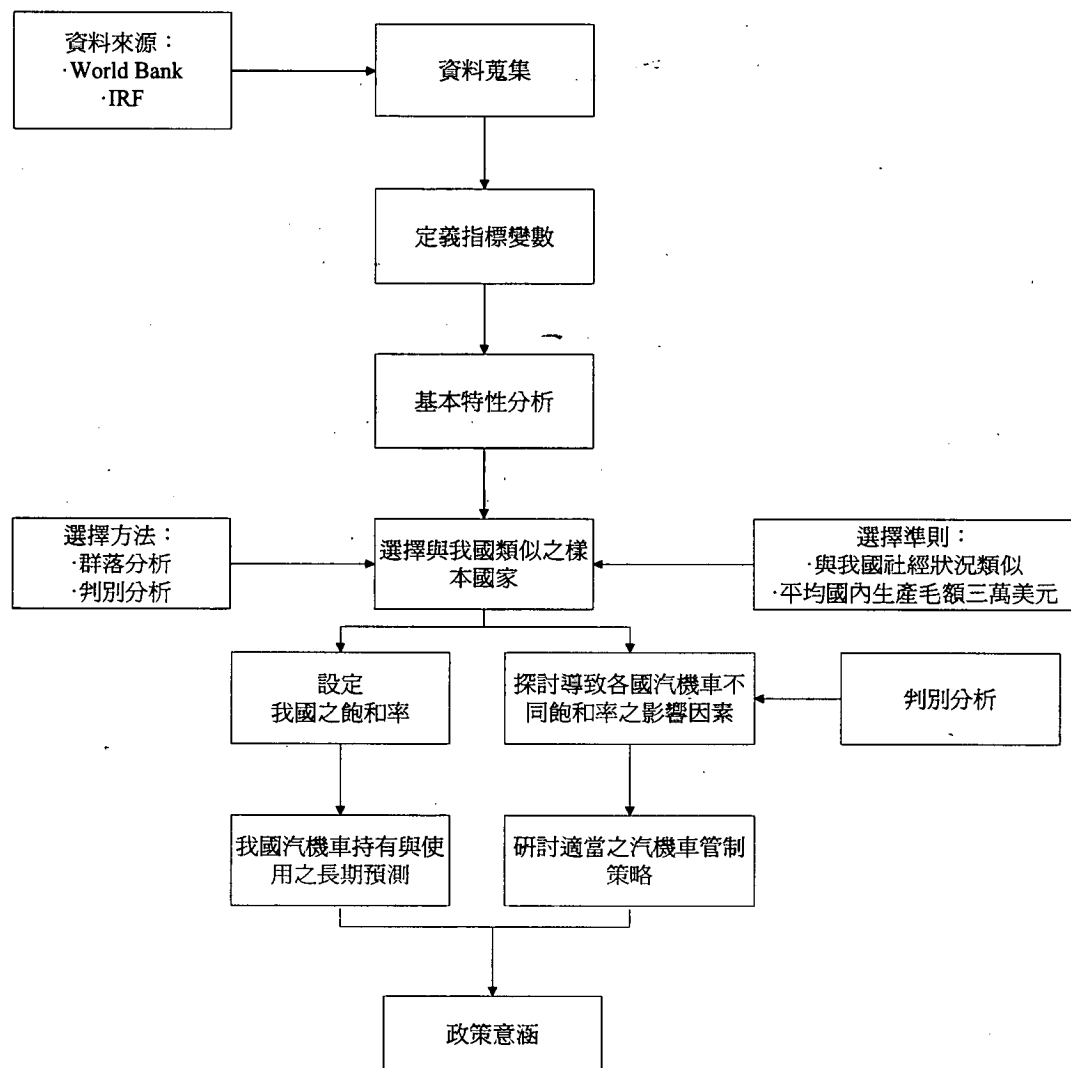 資料來源：
·World Bank
·IRF
資料蒐集
定義指標變數
基本特性分析
選擇方法：
·群落分析
·判別分析
選擇與我國類似之樣
本國家
選擇準則：
·與我國社經狀況類似
·平均國內生產毛額三萬美元
設定
我國之飽和率
探討導致各國汽機車不
同飽和率之影響因素
判別分析
我國汽機車持有與使
用之長期預測
研討適當之汽機車管制
策略
政策意涵